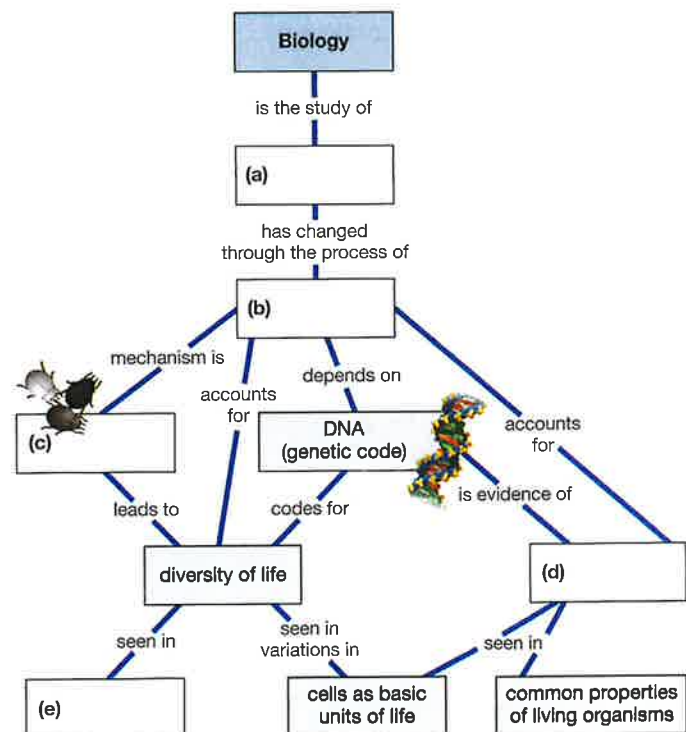 Biology
is the study of
(a)
has changed
through the process of
(b)
mechanism is
accounts
for
depends on
accounts
for
(c)
DNA
(genetic code)
is evidence of
leads to
codes for
diversity of life
(d)
seen in
seen in
variations in
seen in
(e)
cells as basic
units of life
common properties
of living organisms